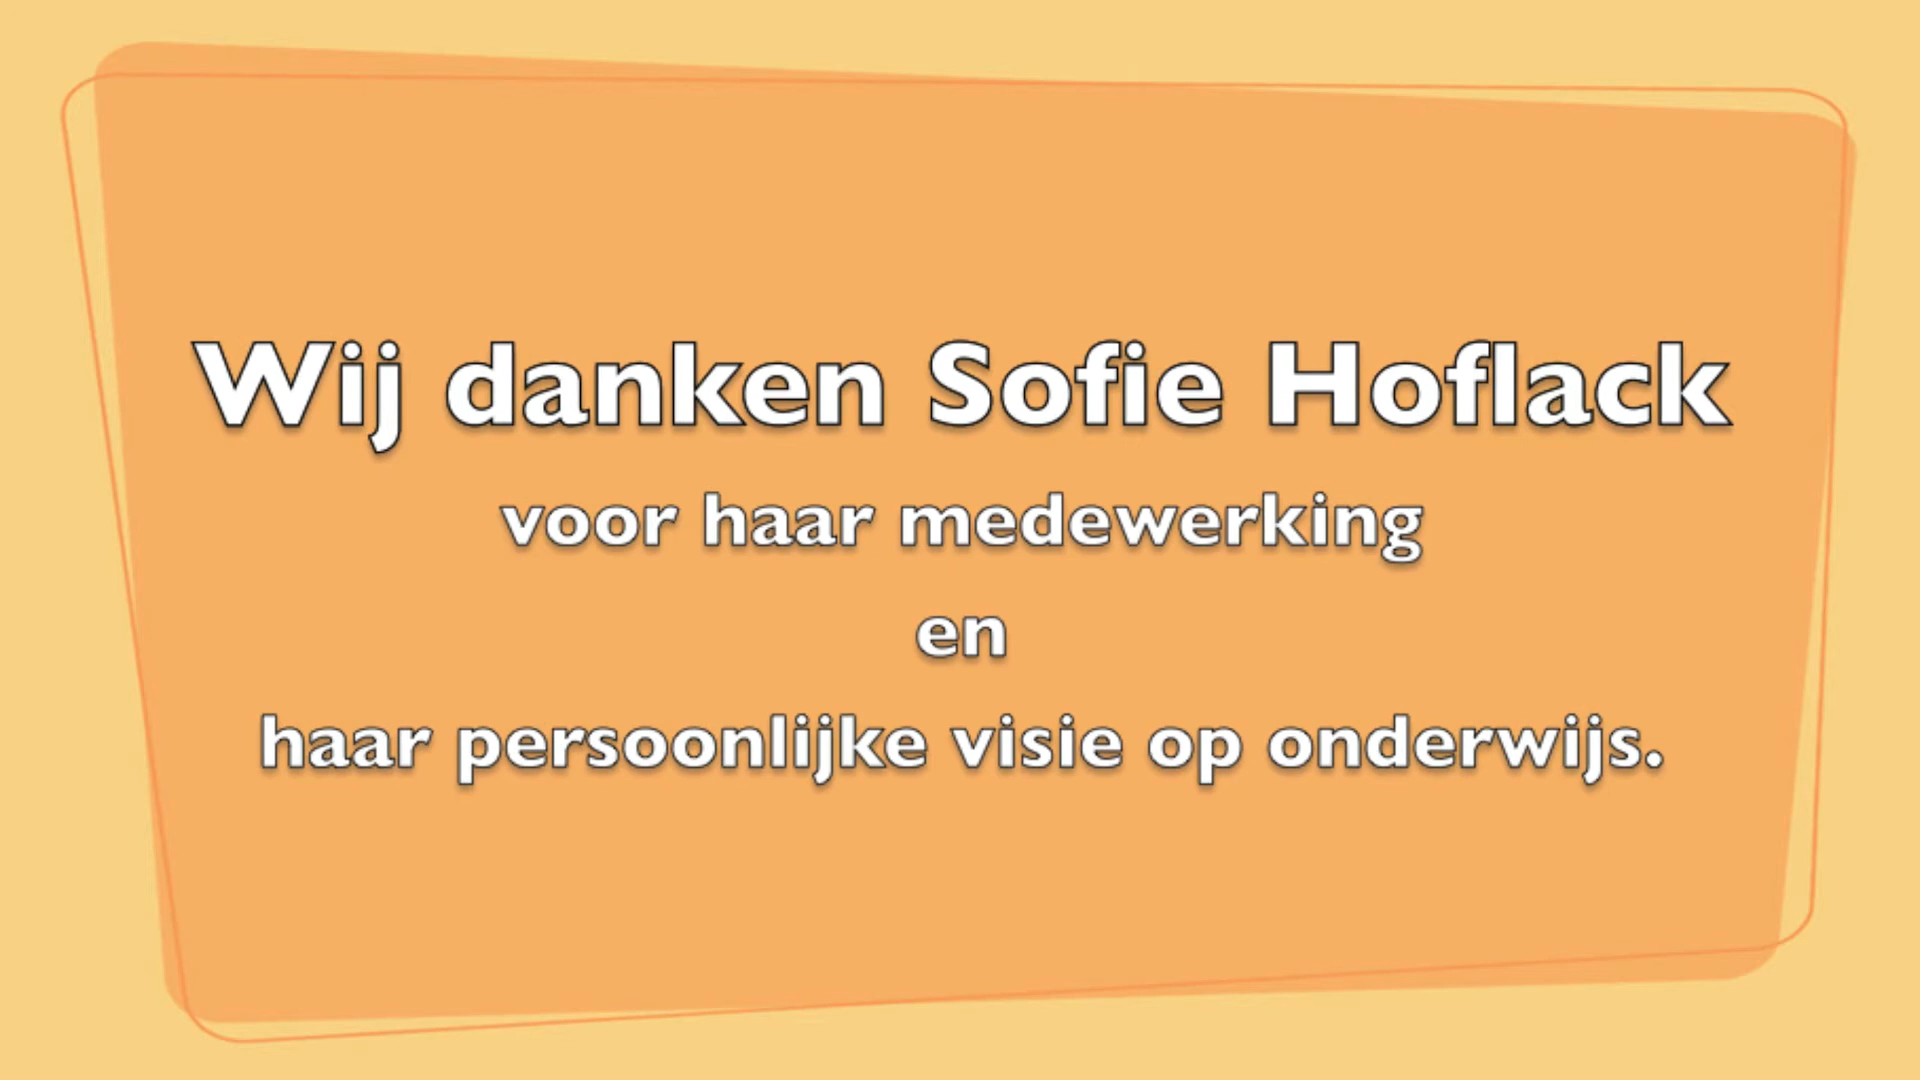 Wij danken Sofie Hoflack
voor haar medewerking
en
haar persoonlijke visie op onderwijs.